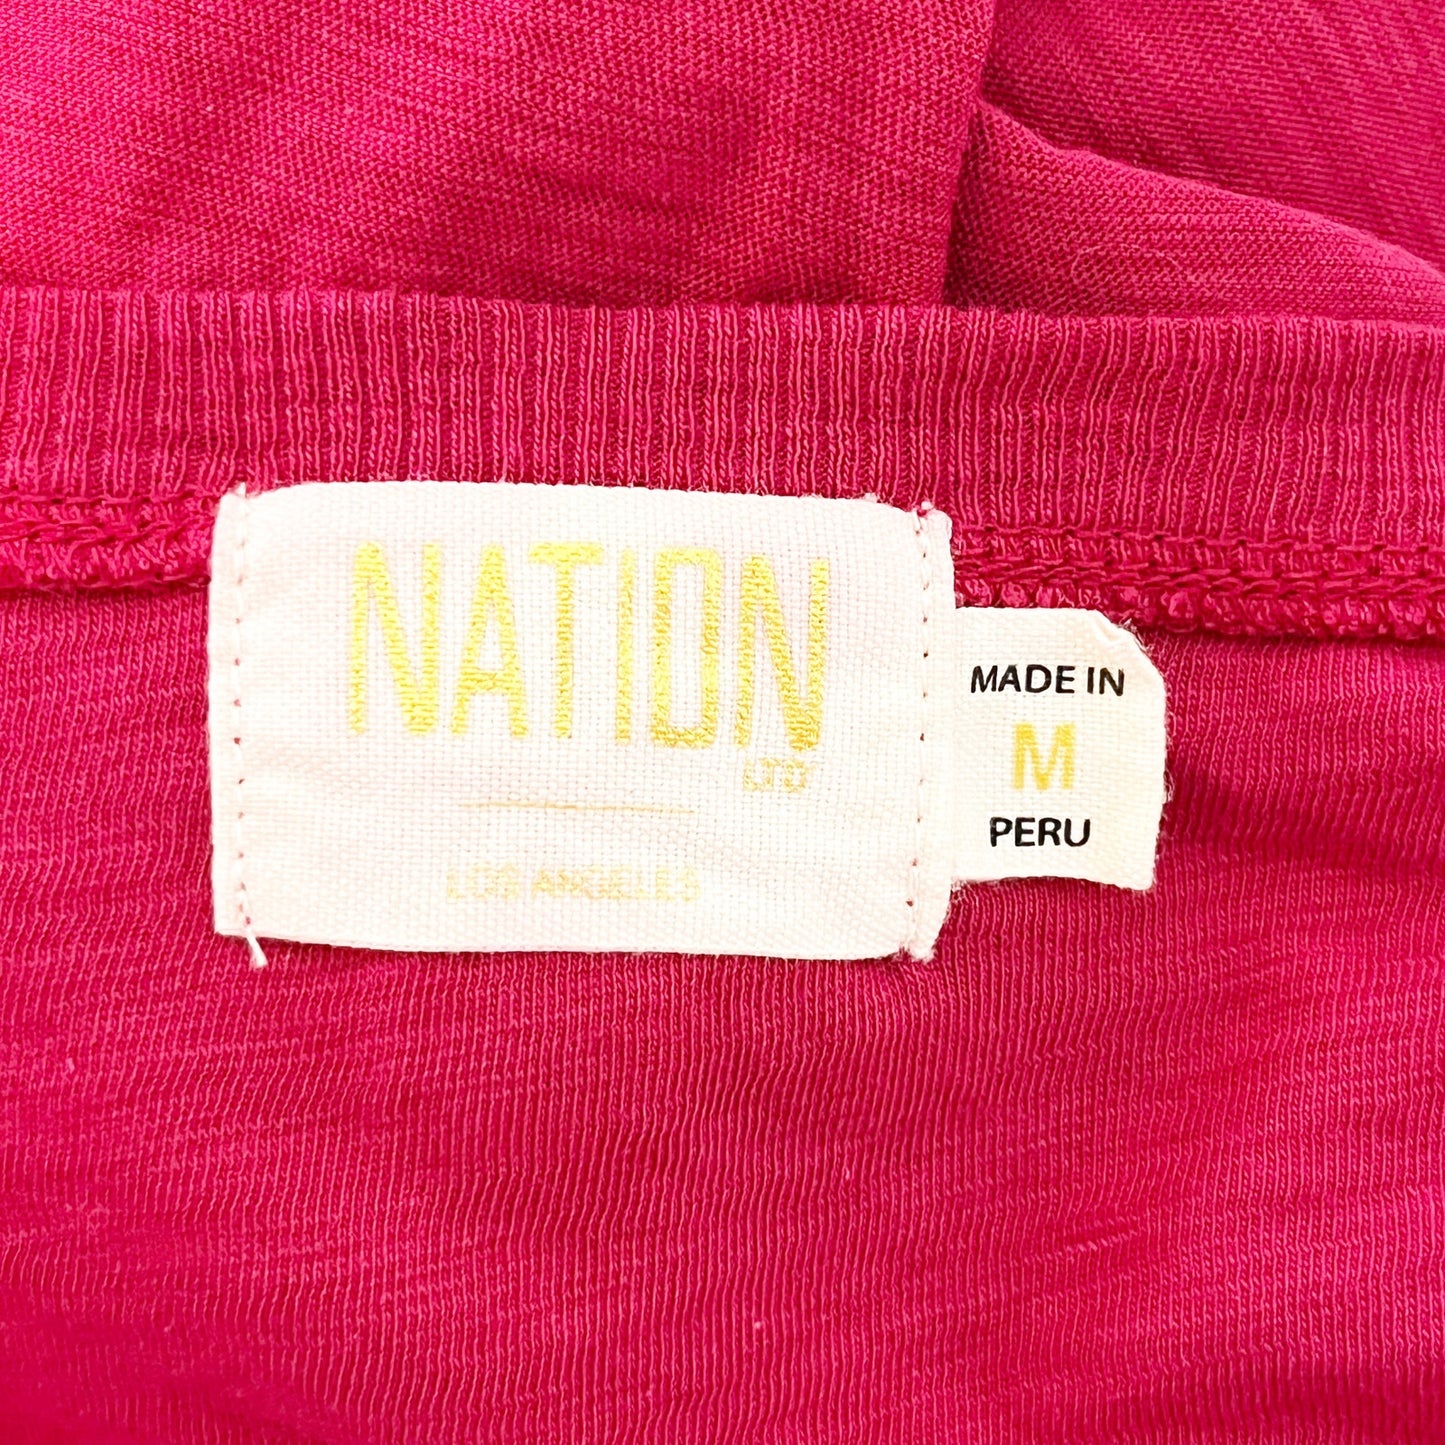 NATION
LTD
LOS ANGELES
MADE IN
M
PERU